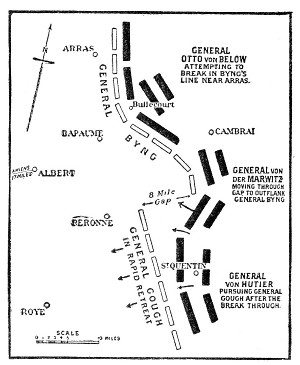 N
ARRAS
GENERAL
OTTO von BELOW
ATTEMPTING TO
BREAK IN BYNG'S
LINE NEAR ARRAS.
GENERAL
BYNG
Bullecourt
BAPAUME
CAMBRAI
ALBERT
GENERAL VON
DER MARWITZ
MOVING THROUGH
GAP TO OUTFLANK
GENERAL BYNG
8 Mile
Gap
PERONNE
GENERAL GOUGH
IN RAPID RETREAT
ST QUENTIN
GENERAL
VON HUTIER
PURSUING GENERAL
GOUGH AFTER THE
BREAK THROUGH.
ROYE
SCALE
0 1 2 3 4 5 10 MILES